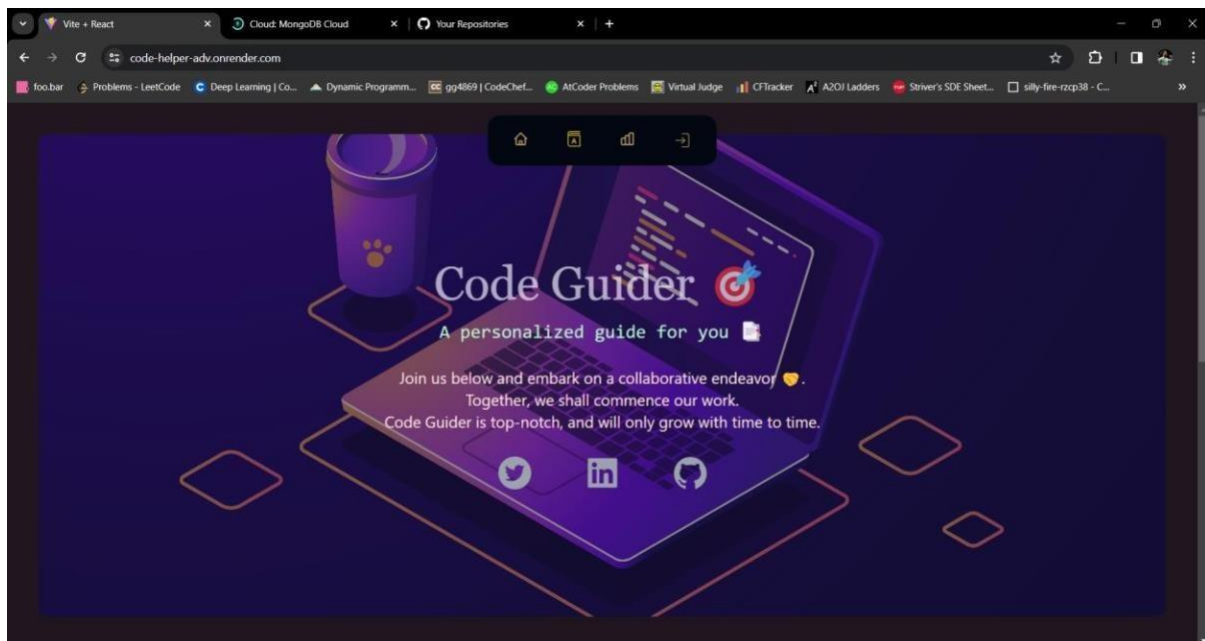 Vite + React
Cloud: MongoDB Cloud
Your Repositories
code-helper-adv.onrender.com
foo.bar
Problems - LeetCode
Deep Learning | Co...
Dynamic Programm...
gg4869 | CodeChef...
AtCoder Problems
Virtual Judge
CFTracker
A2OJ Ladders
Striver's SDE Sheet...
silly-fire-rzcp38 - C...
Code Guider
A personalized guide for you
Join us below and embark on a collaborative endeavor 🤝.
Together, we shall commence our work.
Code Guider is top-notch, and will only grow with time to time.